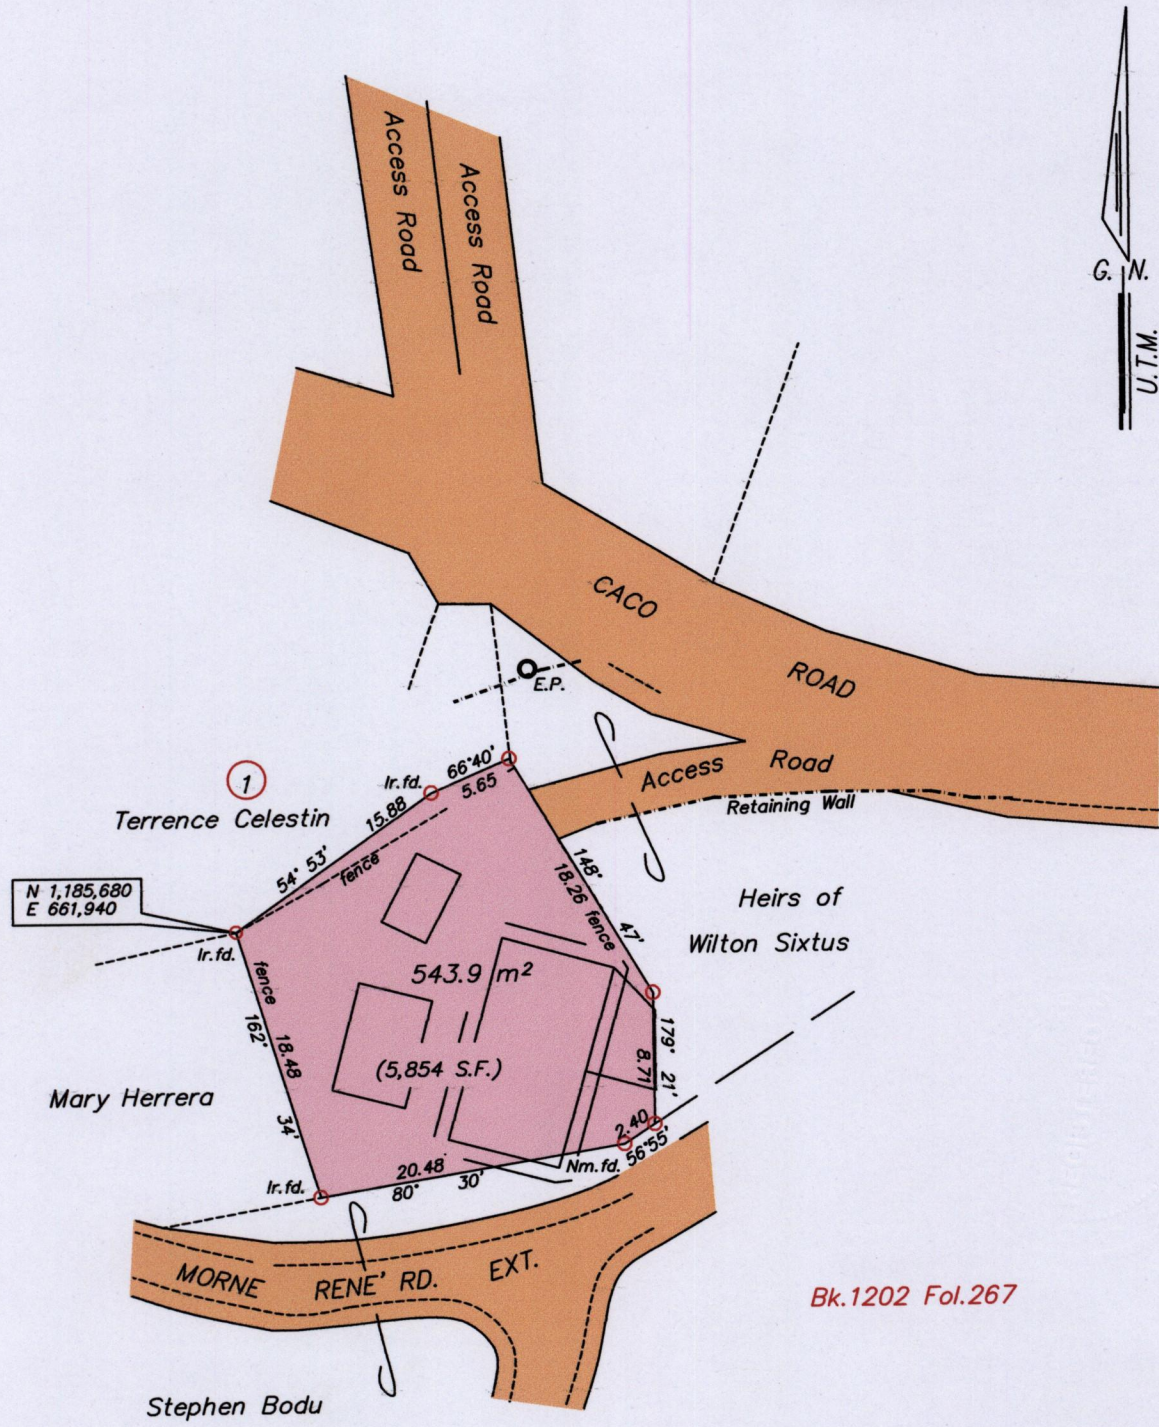 Access Road
Access Road
G. N.
U.T.M.
CACO ROAD
E.P.
Access Road
Retaining Wall
1
Terrence Celestin
Ir.fd.
66°40'
5.65
15.88
54° 53'
fence
N 1,185,680
E 661,940
Ir.fd.
148° 47'
18.26 fence
Heirs of
Wilton Sixtus
543.9 m²
(5,854 S.F.)
fence
162° 34'
18.48
179° 21'
8.71
Mary Herrera
2.40
56°55'
Nm.fd.
20.48
80° 30'
Ir.fd.
MORNE RENE' RD. EXT.
Bk.1202 Fol.267
Stephen Bodu